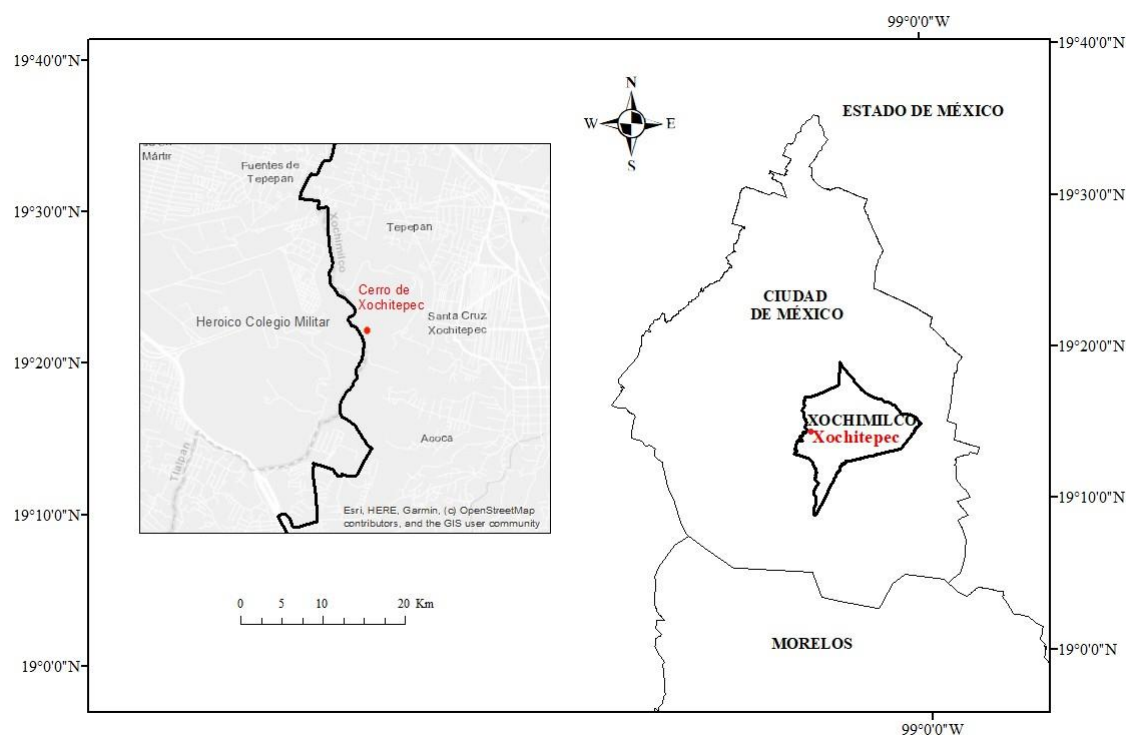 99°0'0"W
19°40'0"N
19°40'0"N
N
W
E
S
ESTADO DE MÉXICO
Mártir
Fuentes de
Tepepan
19°30'0"N
19°30'0"N
Xochimilco
Tepepan
Cerro de
Xochitepec
Heroico Colegio Militar
Santa Cruz
Xochitepec
CIUDAD
DE MÉXICO
19°20'0"N
19°20'0"N
XOCHIMILCO
Xochitepec
Tlalpan
Aooca
Esri, HERE, Garmin, (c) OpenStreetMap
contributors, and the GIS user community
19°10'0"N
19°10'0"N
0 5 10 20 Km
MORELOS
19°0'0"N
19°0'0"N
99°0'0"W